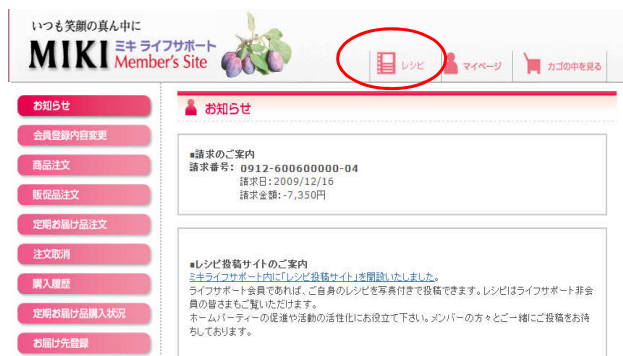 いつも笑顔の真ん中に
MIKI ミキ ライフサポート
Member's Site
レシピ
マイページ
カゴの中を見る
お知らせ
会員登録内容変更
商品注文
販促品注文
定期お届け品注文
注文取消
購入履歴
定期お届け品購入状況
お届け先登録
お知らせ
■請求のご案内
請求番号: 0912-600600000-04
請求日:2009/12/16
請求金額:-7,350円
■レシピ投稿サイトのご案内
ミキライフサポート内に「レシピ投稿サイト」を開設いたしました。
ライフサポート会員であれば、ご自身のレシピを写真付きで投稿できます。レシピはライフサポート非会
員の皆さまもご覧いただけます。
ホームパーティーの促進や活動の活性化にお役立て下さい。メンバーの方々とご一緒にご投稿をお待
ちしております。